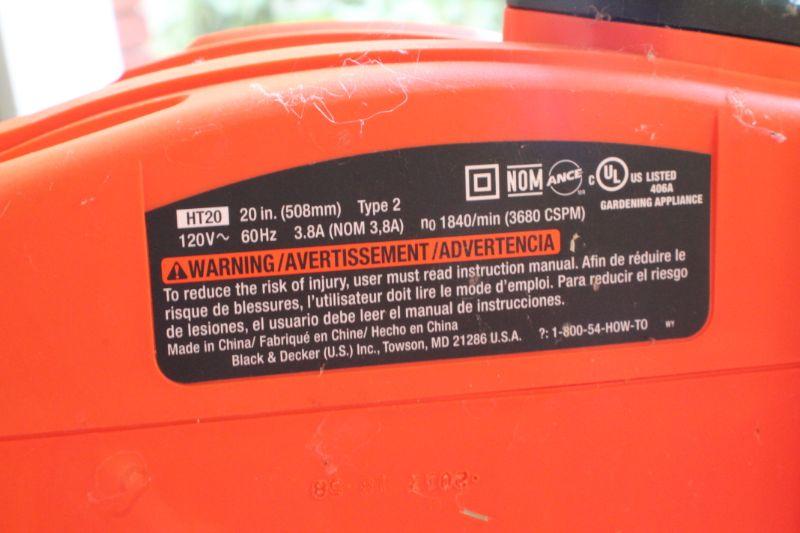 HT20 20 in. (508mm) Type 2
120V~ 60Hz 3.8A (NOM 3,8A) n0 1840/min (3680 CSPM)
NOM ANCE c UL US LISTED
406A
GARDENING APPLIANCE
WARNING/AVERTISSEMENT/ADVERTENCIA
To reduce the risk of injury, user must read instruction manual. Afin de réduire le
risque de blessures, l'utilisateur doit lire le mode d'emploi. Para reducir el riesgo
de lesiones, el usuario debe leer el manual de instrucciones.
Made in China/ Fabriqué en Chine/ Hecho en China
Black & Decker (U.S.) Inc., Towson, MD 21286 U.S.A. ?: 1-800-54-HOW-TO WY